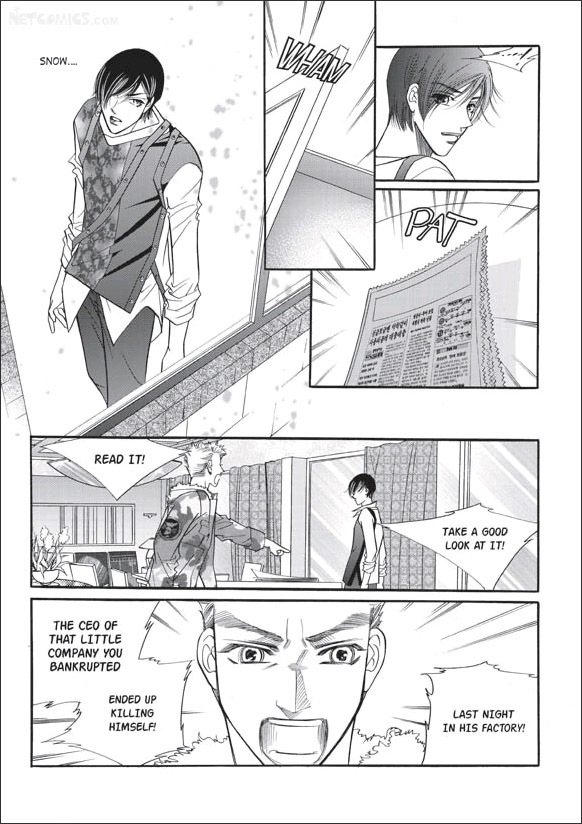 NETCOMICS.COM
SNOW....
WHAM
PAT
READ IT!
TAKE A GOOD
LOOK AT IT!
THE CEO OF
THAT LITTLE
COMPANY YOU
BANKRUPTED
ENDED UP
KILLING
HIMSELF!
LAST NIGHT
IN HIS FACTORY!